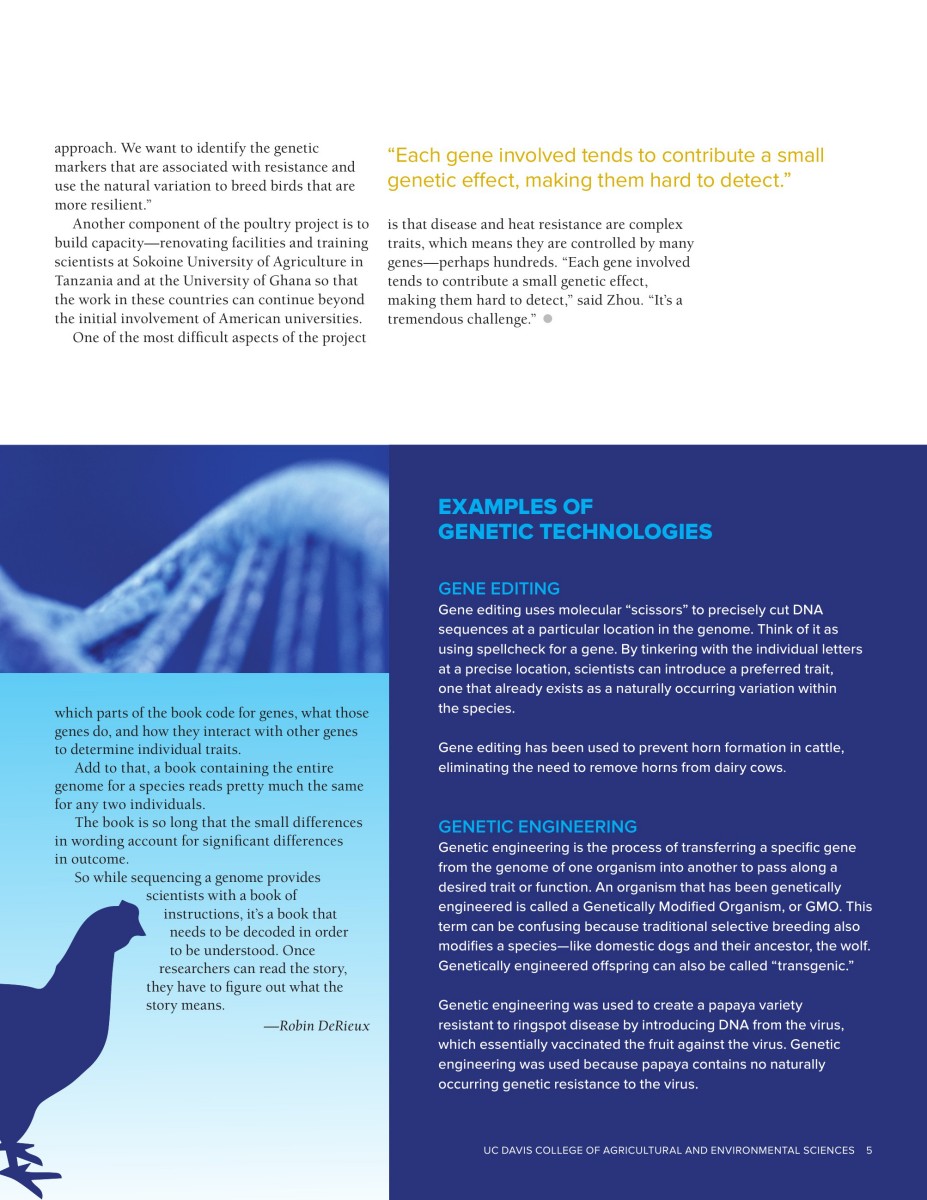 approach. We want to identify the genetic
markers that are associated with resistance and
use the natural variation to breed birds that are
more resilient.”
Another component of the poultry project is to
build capacity—renovating facilities and training
scientists at Sokoine University of Agriculture in
Tanzania and at the University of Ghana so that
the work in these countries can continue beyond
the initial involvement of American universities.
One of the most difficult aspects of the project
“Each gene involved tends to contribute a small
genetic effect, making them hard to detect.”
is that disease and heat resistance are complex
traits, which means they are controlled by many
genes—perhaps hundreds. “Each gene involved
tends to contribute a small genetic effect,
making them hard to detect,” said Zhou. “It’s a
tremendous challenge.”
which parts of the book code for genes, what those
genes do, and how they interact with other genes
to determine individual traits.
Add to that, a book containing the entire
genome for a species reads pretty much the same
for any two individuals.
The book is so long that the small differences
in wording account for significant differences
in outcome.
So while sequencing a genome provides
scientists with a book of
instructions, it’s a book that
needs to be decoded in order
to be understood. Once
researchers can read the story,
they have to figure out what the
story means.
—Robin DeRieux
EXAMPLES OF
GENETIC TECHNOLOGIES
GENE EDITING
Gene editing uses molecular “scissors” to precisely cut DNA
sequences at a particular location in the genome. Think of it as
using spellcheck for a gene. By tinkering with the individual letters
at a precise location, scientists can introduce a preferred trait,
one that already exists as a naturally occurring variation within
the species.
Gene editing has been used to prevent horn formation in cattle,
eliminating the need to remove horns from dairy cows.
GENETIC ENGINEERING
Genetic engineering is the process of transferring a specific gene
from the genome of one organism into another to pass along a
desired trait or function. An organism that has been genetically
engineered is called a Genetically Modified Organism, or GMO. This
term can be confusing because traditional selective breeding also
modifies a species—like domestic dogs and their ancestor, the wolf.
Genetically engineered offspring can also be called “transgenic.”
Genetic engineering was used to create a papaya variety
resistant to ringspot disease by introducing DNA from the virus,
which essentially vaccinated the fruit against the virus. Genetic
engineering was used because papaya contains no naturally
occurring genetic resistance to the virus.
UC DAVIS COLLEGE OF AGRICULTURAL AND ENVIRONMENTAL SCIENCES 5